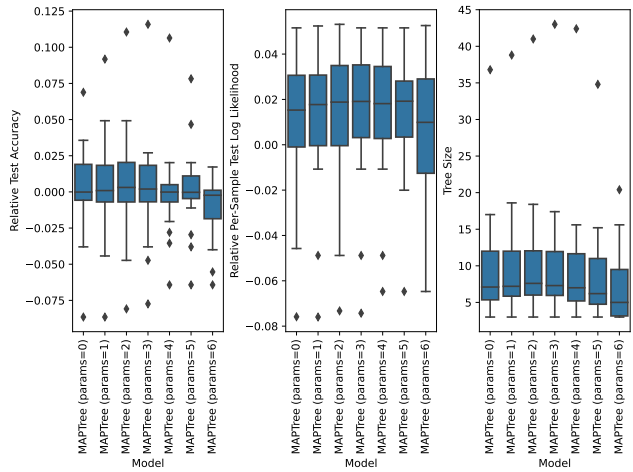 Relative Test Accuracy
0.125
0.100
0.075
0.050
0.025
0.000
−0.025
−0.050
−0.075
MAPTree (params=0)
MAPTree (params=1)
MAPTree (params=2)
MAPTree (params=3)
MAPTree (params=4)
MAPTree (params=5)
MAPTree (params=6)
Model
Relative Per-Sample Test Log Likelihood
0.04
0.02
0.00
−0.02
−0.04
−0.06
−0.08
MAPTree (params=0)
MAPTree (params=1)
MAPTree (params=2)
MAPTree (params=3)
MAPTree (params=4)
MAPTree (params=5)
MAPTree (params=6)
Model
Tree Size
45
40
35
30
25
20
15
10
5
MAPTree (params=0)
MAPTree (params=1)
MAPTree (params=2)
MAPTree (params=3)
MAPTree (params=4)
MAPTree (params=5)
MAPTree (params=6)
Model